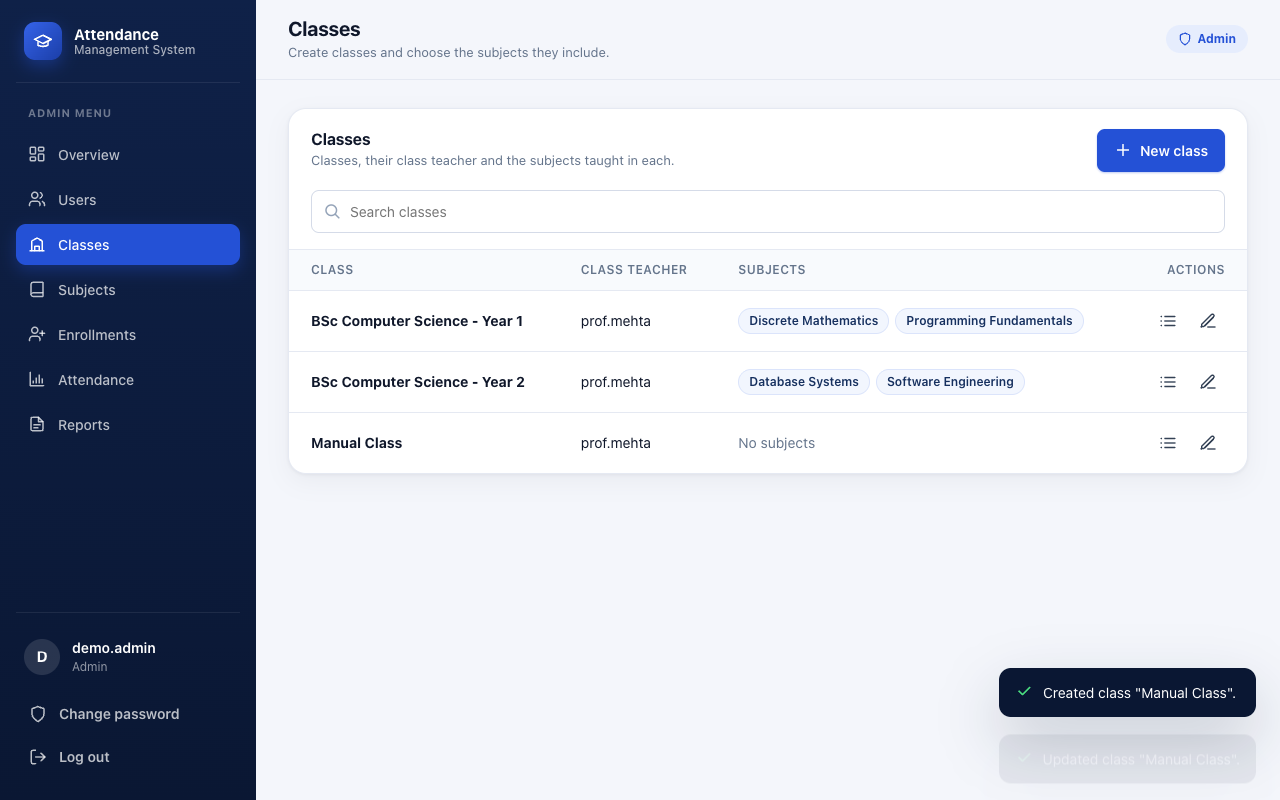 Attendance
Management System
ADMIN MENU
Overview
Users
Classes
Subjects
Enrollments
Attendance
Reports
D
demo.admin
Admin
Change password
Log out
Classes
Create classes and choose the subjects they include.
Admin
Classes
Classes, their class teacher and the subjects taught in each.
New class
Search classes
CLASS CLASS TEACHER SUBJECTS ACTIONS
BSc Computer Science - Year 1 prof.mehta Discrete Mathematics Programming Fundamentals
BSc Computer Science - Year 2 prof.mehta Database Systems Software Engineering
Manual Class prof.mehta No subjects
Created class "Manual Class".
Updated class "Manual Class".